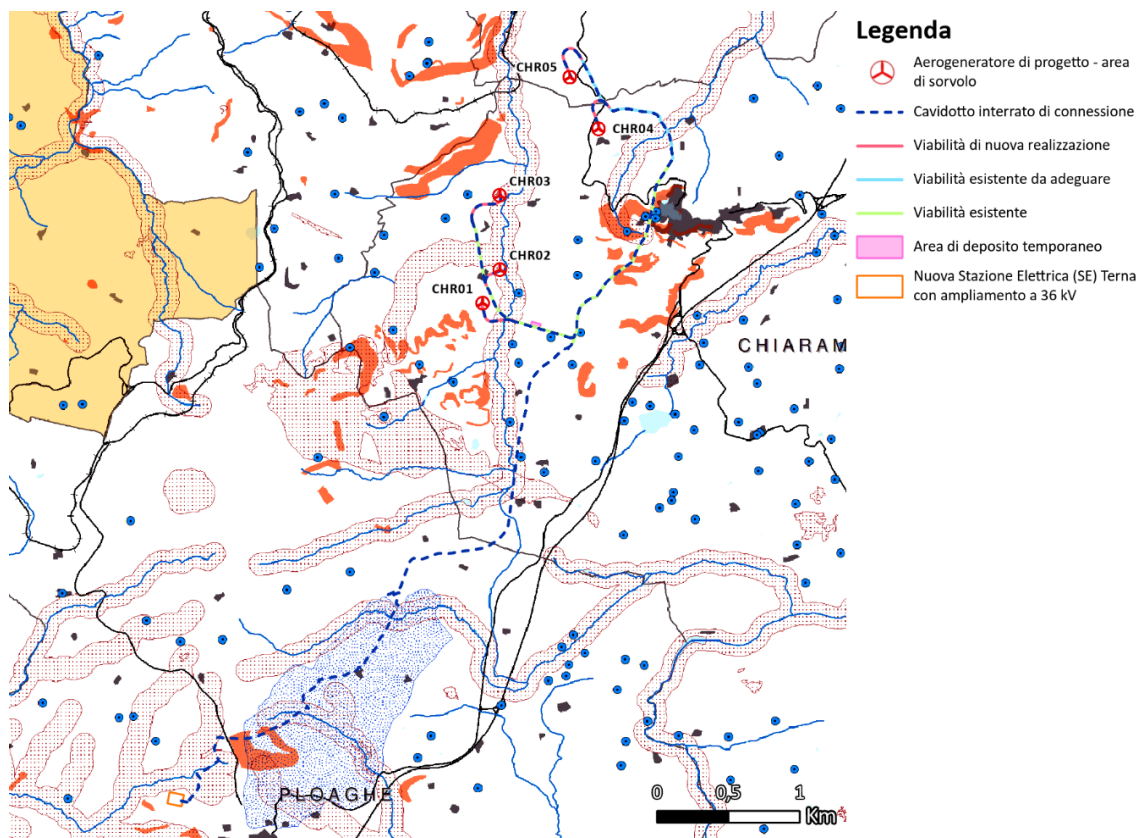 CHR05
CHR04
CHR03
CHR02
CHR01
CHIARAM
PLOAGHE
0 0,5 1
Km
Legenda
Aerogeneratore di progetto - area
di sorvolo
Cavidotto interrato di connessione
Viabilità di nuova realizzazione
Viabilità esistente da adeguare
Viabilità esistente
Area di deposito temporaneo
Nuova Stazione Elettrica (SE) Terna
con ampliamento a 36 kV